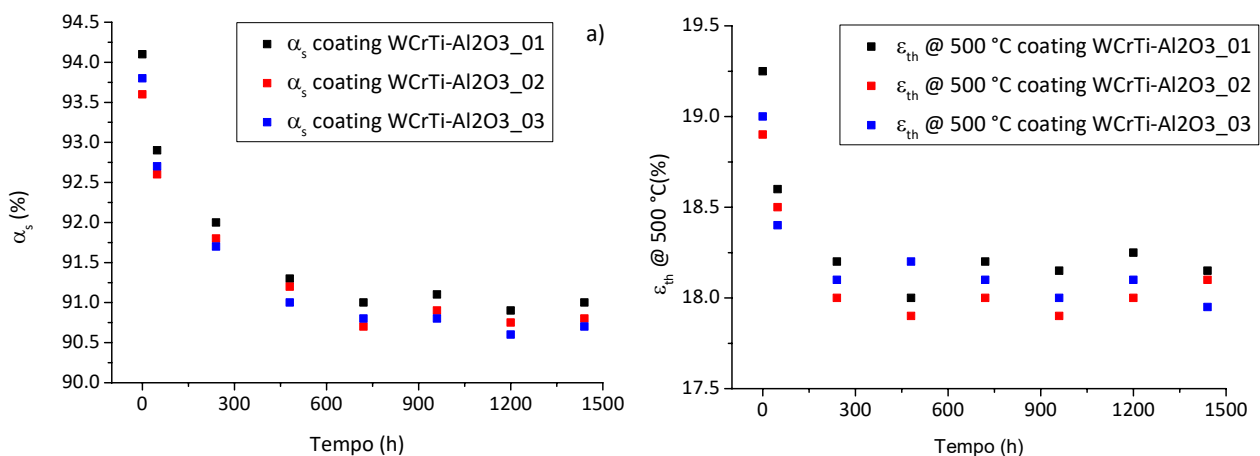 94.5
94.0
93.5
93.0
92.5
92.0
91.5
91.0
90.5
90.0
αs (%)
αs coating WCrTi-Al2O3_01
αs coating WCrTi-Al2O3_02
αs coating WCrTi-Al2O3_03
a)
0 300 600 900 1200 1500
Tempo (h)
19.5
19.0
18.5
18.0
17.5
εth @ 500 °C(%)
εth @ 500 °C coating WCrTi-Al2O3_01
εth @ 500 °C coating WCrTi-Al2O3_02
εth @ 500 °C coating WCrTi-Al2O3_03
0 300 600 900 1200 1500
Tempo (h)